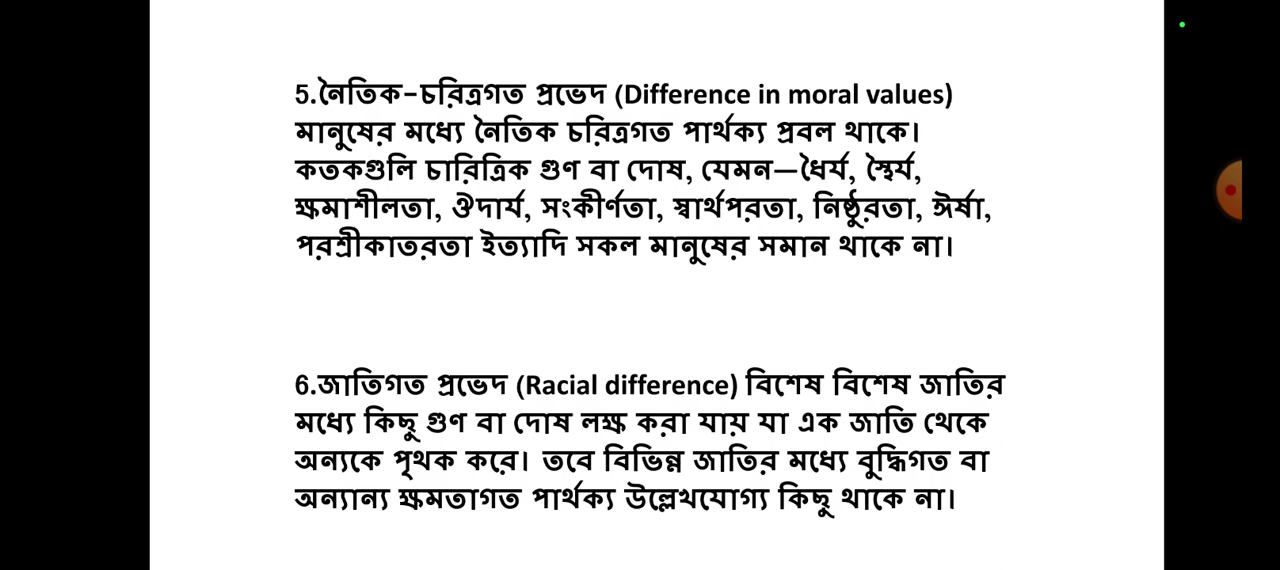 5.নৈতিক-চরিত্রগত প্রভেদ (Difference in moral values)
মানুষের মধ্যে নৈতিক চরিত্রগত পার্থক্য প্রবল থাকে।
কতকগুলি চারিত্রিক গুণ বা দোষ, যেমন—ধৈর্য, স্থৈর্য,
ক্ষমাশীলতা, ঔদার্য, সংকীর্ণতা, স্বার্থপরতা, নিষ্ঠুরতা, ঈর্ষা,
পরশ্রীকাতরতা ইত্যাদি সকল মানুষের সমান থাকে না।
6.জাতিগত প্রভেদ (Racial difference) বিশেষ বিশেষ জাতির
মধ্যে কিছু গুণ বা দোষ লক্ষ করা যায় যা এক জাতি থেকে
অন্যকে পৃথক করে। তবে বিভিন্ন জাতির মধ্যে বুদ্ধিগত বা
অন্যান্য ক্ষমতাগত পার্থক্য উল্লেখযোগ্য কিছু থাকে না।